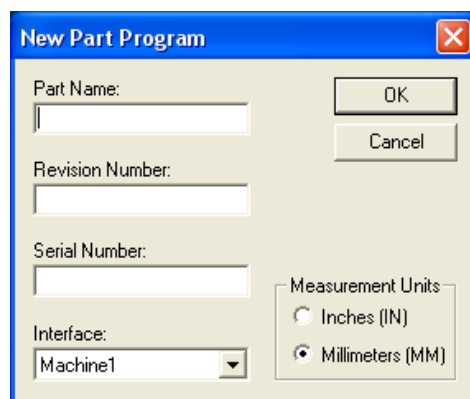 New Part Program
Part Name:
OK
Cancel
Revision Number:
Serial Number:
Measurement Units
Inches (IN)
Interface:
Millimeters (MM)
Machine1